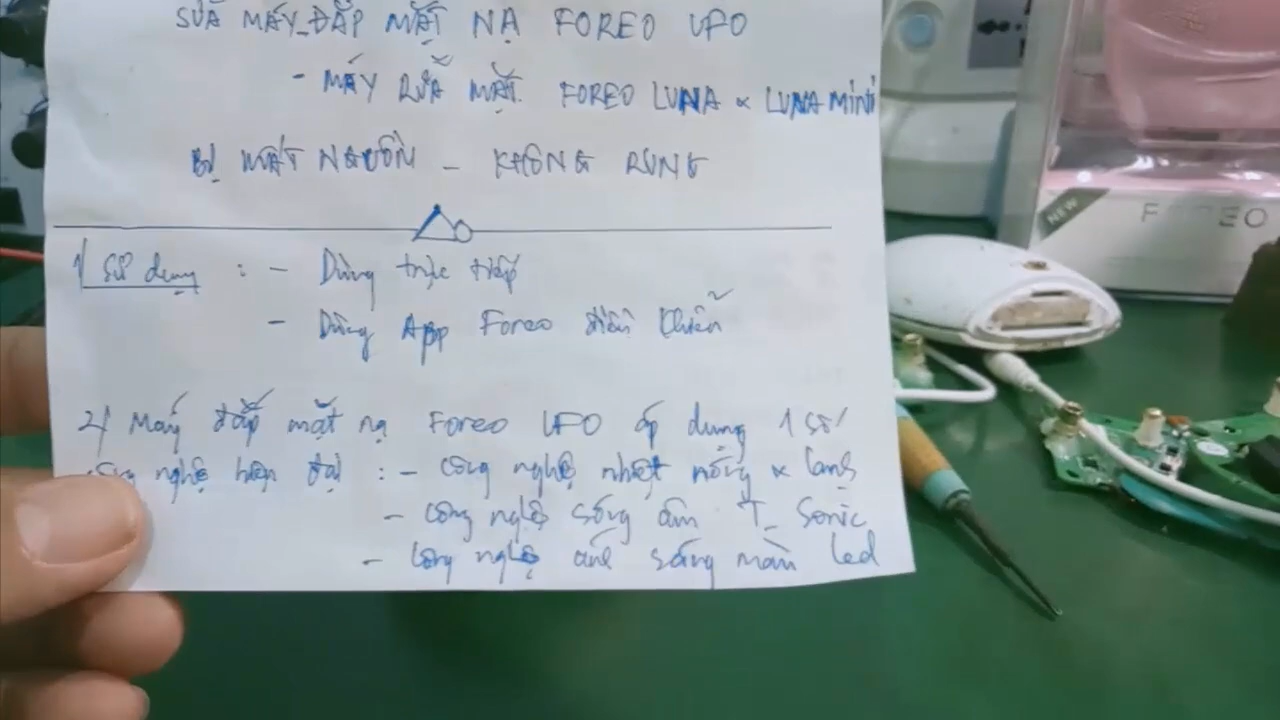 SỬA MÁY ĐẮP MẶT NẠ FOREO UFO
- MÁY RỬA MẶT FOREO LUNA & LUNA MINI
BỊ MẤT NGUỒN - KHÔNG RUNG
1/ Sử dụng : - Dùng trực tiếp
- Dùng App Foreo điều khiển
2/ Máy đắp mặt nạ Foreo UFO áp dụng 1 số
công nghệ hiện đại : - Công nghệ nhiệt nóng & lạnh
- Công nghệ sóng âm T_Sonic
- Công nghệ ánh sáng màn led
NEW
FOREO